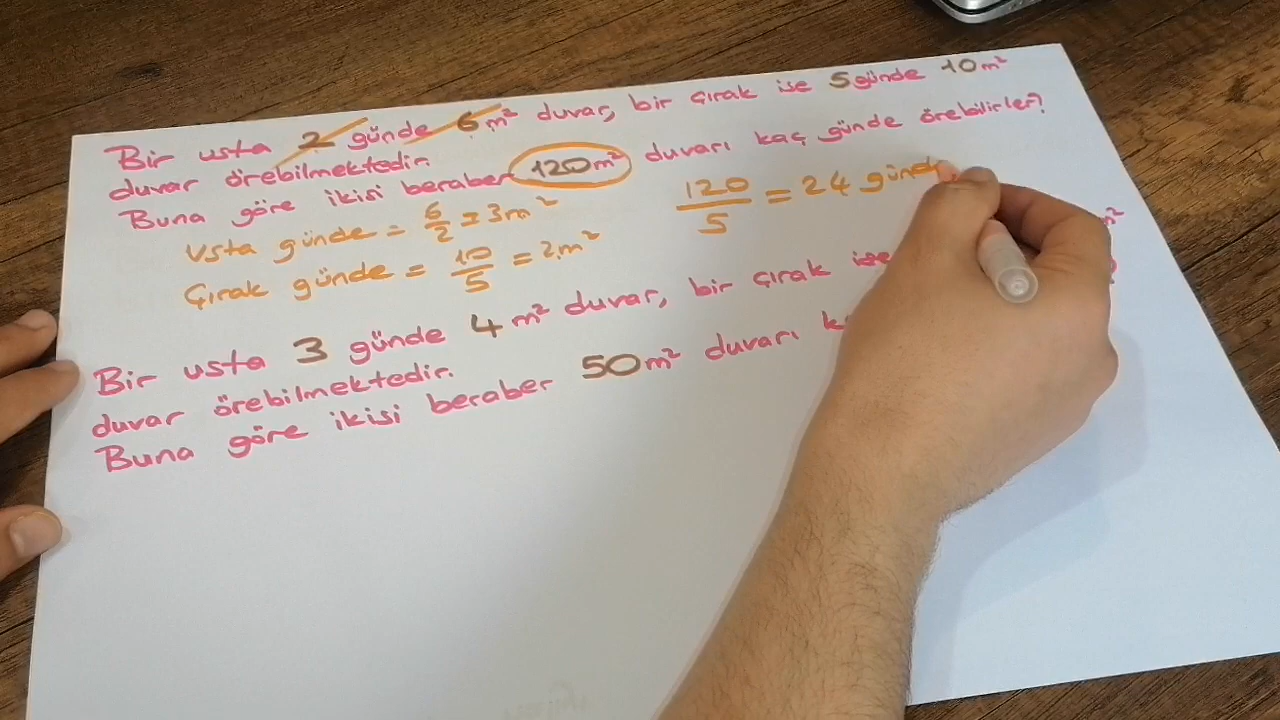 Bir usta 2 günde 6 m² duvar, bir çırak ise 5 günde 10 m²
duvar örebilmektedir.
Buna göre ikisi beraber 120 m² duvarı kaç günde örebilirler?
Usta günde = 6/2 = 3 m²
Çırak günde = 10/5 = 2 m²
120/5 = 24 günde
Bir usta 3 günde 4 m² duvar, bir çırak ise m²
duvar örebilmektedir.
Buna göre ikisi beraber 50 m² duvarı